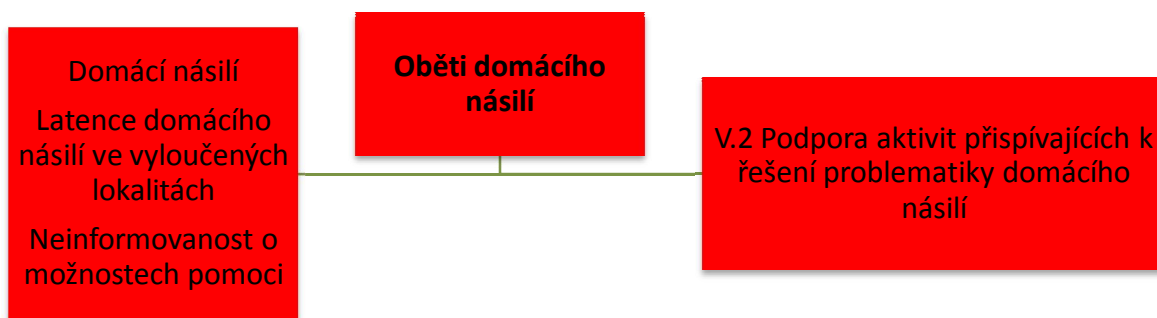 Domácí násilí
Latence domácího
násilí ve vyloučených
lokalitách
Neinformovanost o
možnostech pomoci
Oběti domácího
násilí
V.2 Podpora aktivit přispívajících k
řešení problematiky domácího
násilí